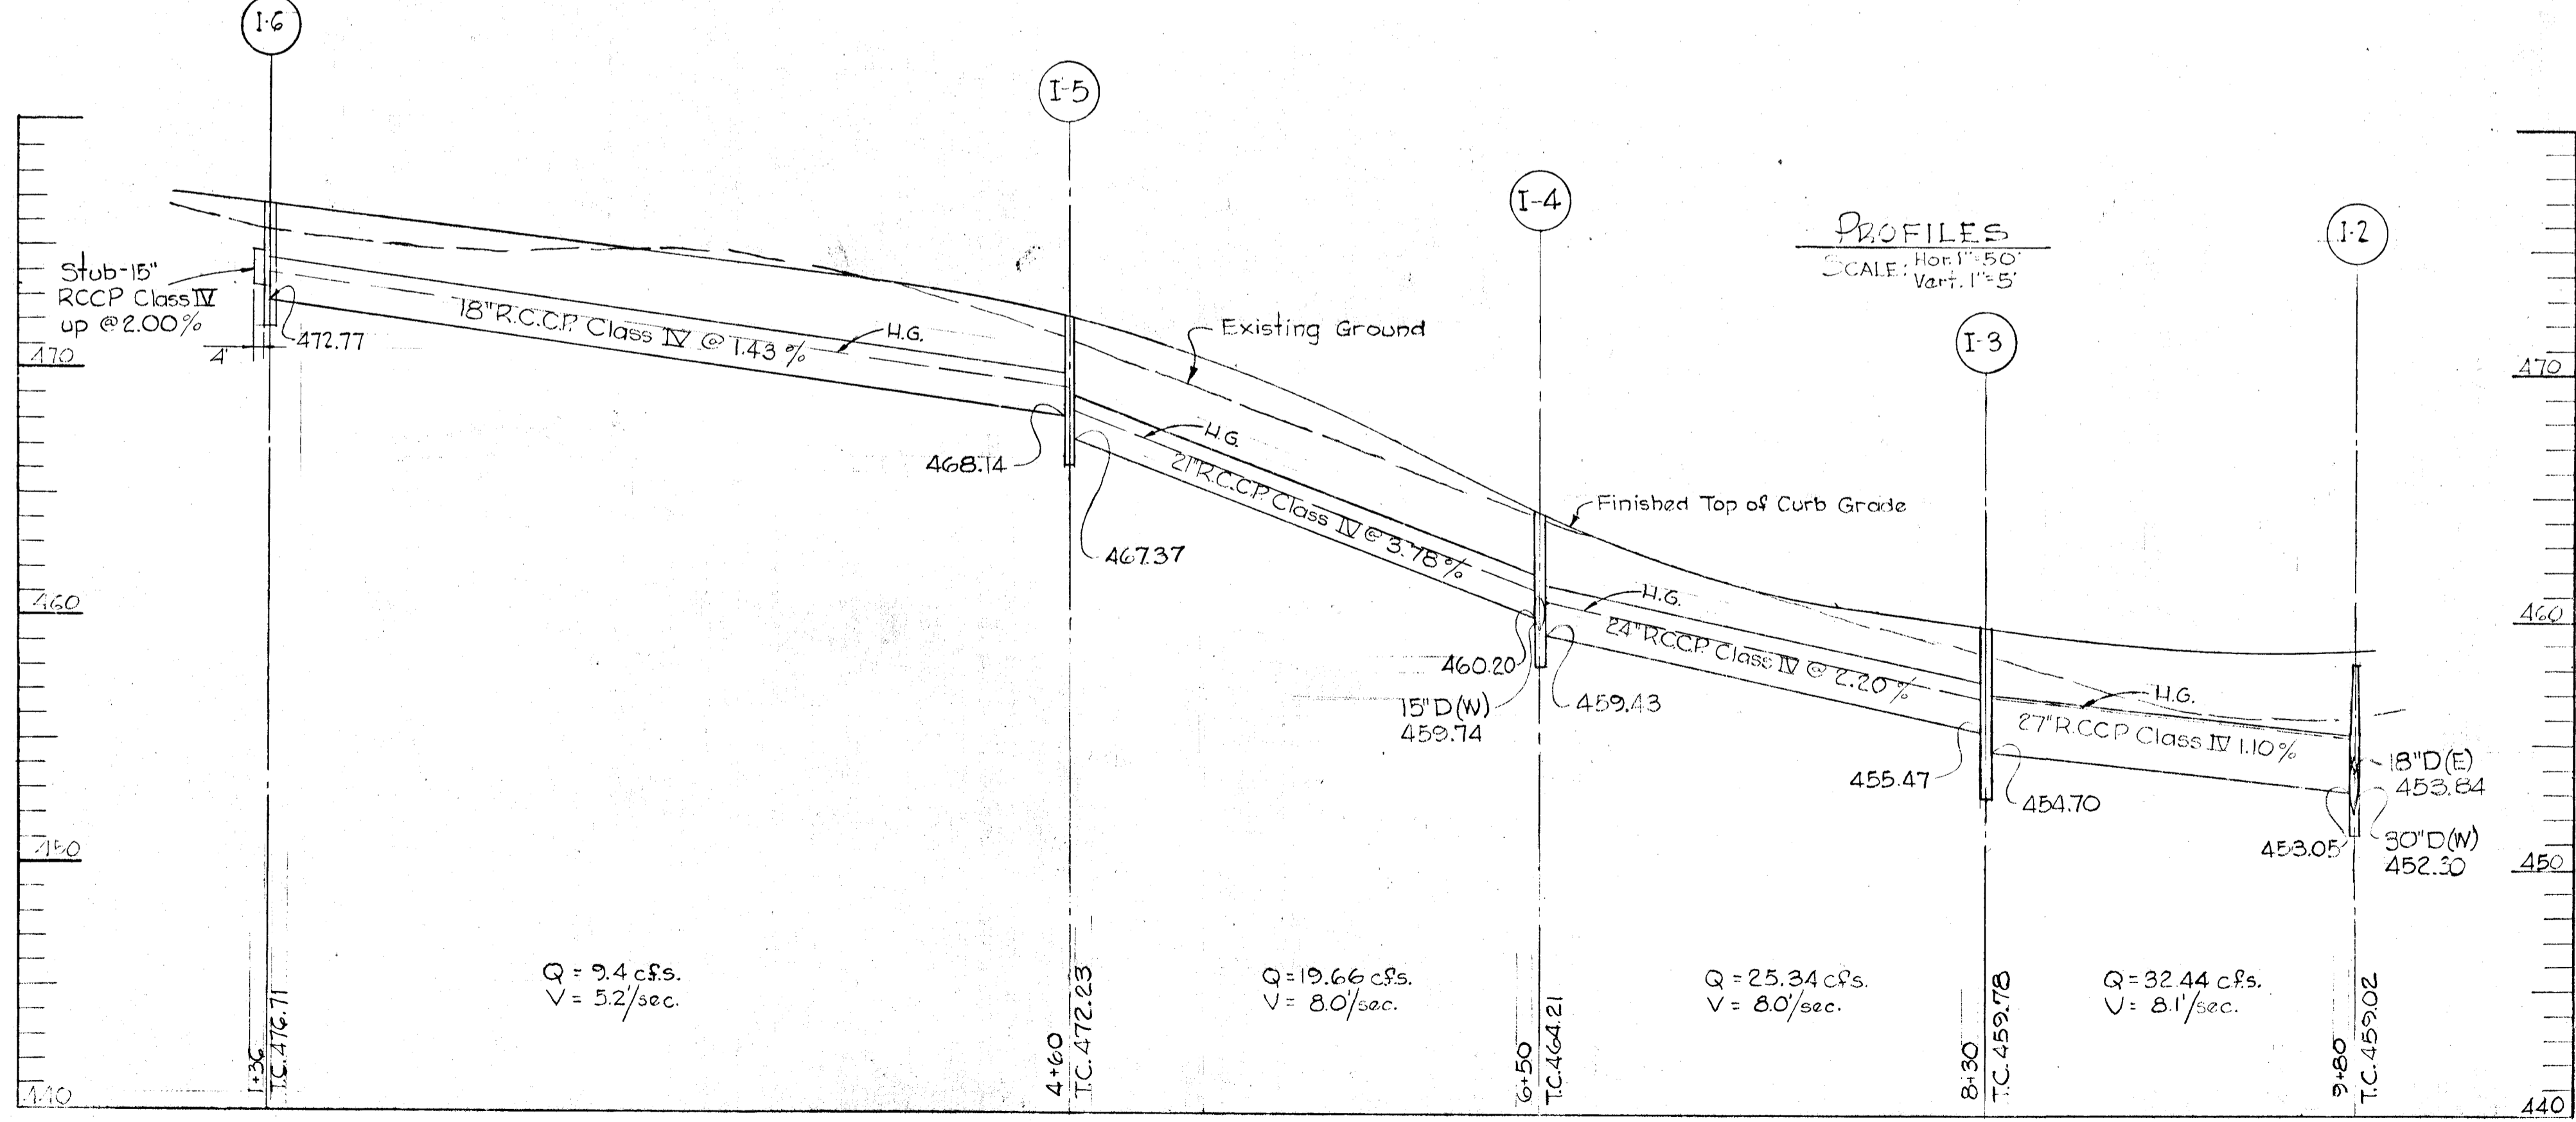 I-6
I-5
I-4
I-3
I-2
PROFILES
SCALE: Hor. 1"=50'
Vert. 1"=5'
Stub-15"
RCCP Class IV
up @ 2.00%
4'
472.77
18" R.C.C.P. Class IV @ 1.43 %
H.G.
Existing Ground
468.14
H.G.
21" R.C.C.P. Class IV @ 3.78 %
467.37
Finished Top of Curb Grade
H.G.
24" R.C.C.P. Class IV @ 2.20 %
460.20
15" D (W)
459.74
459.43
H.G.
27" R.C.C.P. Class IV 1.10 %
455.47
454.70
18" D (E)
453.84
453.05
30" D (W)
452.30
470
460
450
440
470
460
450
440
Q = 9.4 c.f.s.
V = 5.2'/sec.
Q = 19.66 c.f.s.
V = 8.0'/sec.
Q = 25.34 c.f.s.
V = 8.0'/sec.
Q = 32.44 c.f.s.
V = 8.1'/sec.
1+36
T.C. 476.71
4+60
T.C. 472.23
6+50
T.C. 464.21
8+30
T.C. 459.78
9+80
T.C. 459.02